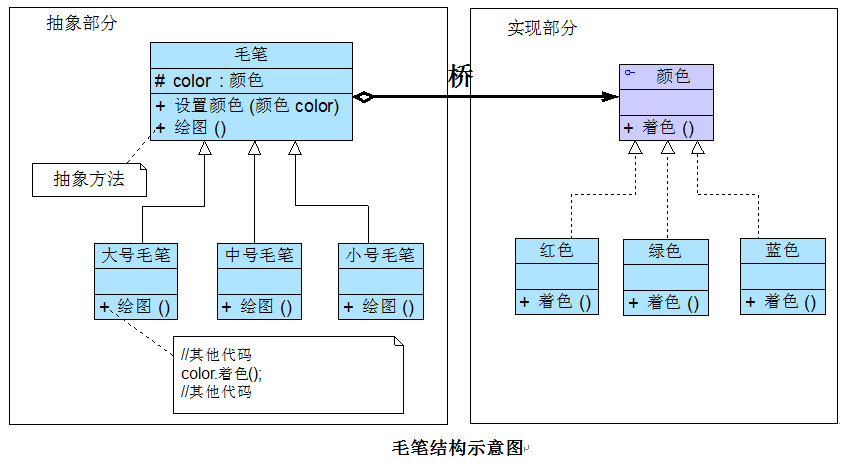 抽象部分
毛笔
# color : 颜色
+ 设置颜色 (颜色 color)
+ 绘图 ()
抽象方法
大号毛笔
+ 绘图 ()
中号毛笔
+ 绘图 ()
小号毛笔
+ 绘图 ()
//其他代码
color.着色();
//其他代码
桥
实现部分
颜色
+ 着色 ()
红色
+ 着色 ()
绿色
+ 着色 ()
蓝色
+ 着色 ()
毛笔结构示意图